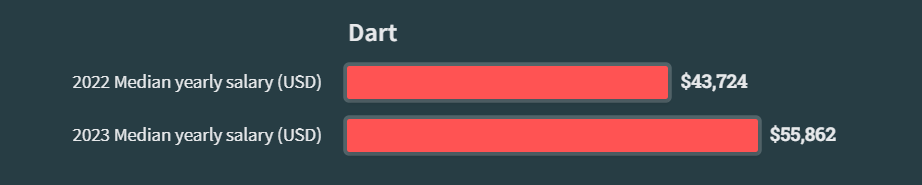 Dart
2022 Median yearly salary (USD) $43,724
2023 Median yearly salary (USD) $55,862